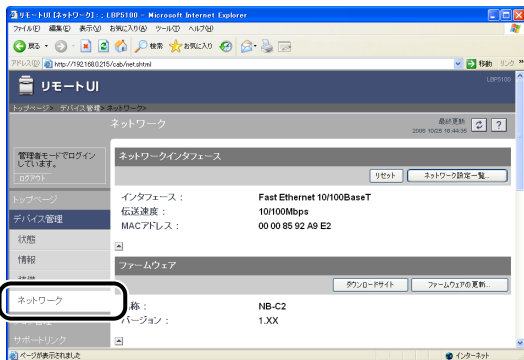 リモートUI [ネットワーク] : ; LBP5100 - Microsoft Internet Explorer
ファイル(F) 編集(E) 表示(V) お気に入り(A) ツール(T) ヘルプ(H)
戻る 検索 お気に入り
アドレス(D) http://192.168.0.215/cab/net.shtml 移動 リンク »
リモートUI
LBP5100
トップページ> デバイス管理>ネットワーク>
ネットワーク
最終更新
2006 10/26 16:44:35
管理者モードでログインしています。
ログアウト
トップページ
デバイス管理
状態
情報
ネットワーク
サポートリンク
ネットワークインタフェース
リセット ネットワーク設定一覧...
インタフェース : Fast Ethernet 10/100BaseT
伝送速度 : 10/100Mbps
MACアドレス : 00 00 85 92 A9 E2
ファームウェア
ダウンロードサイト ファームウェアの更新...
名称 : NB-C2
バージョン : 1.XX
ページが表示されました インターネット